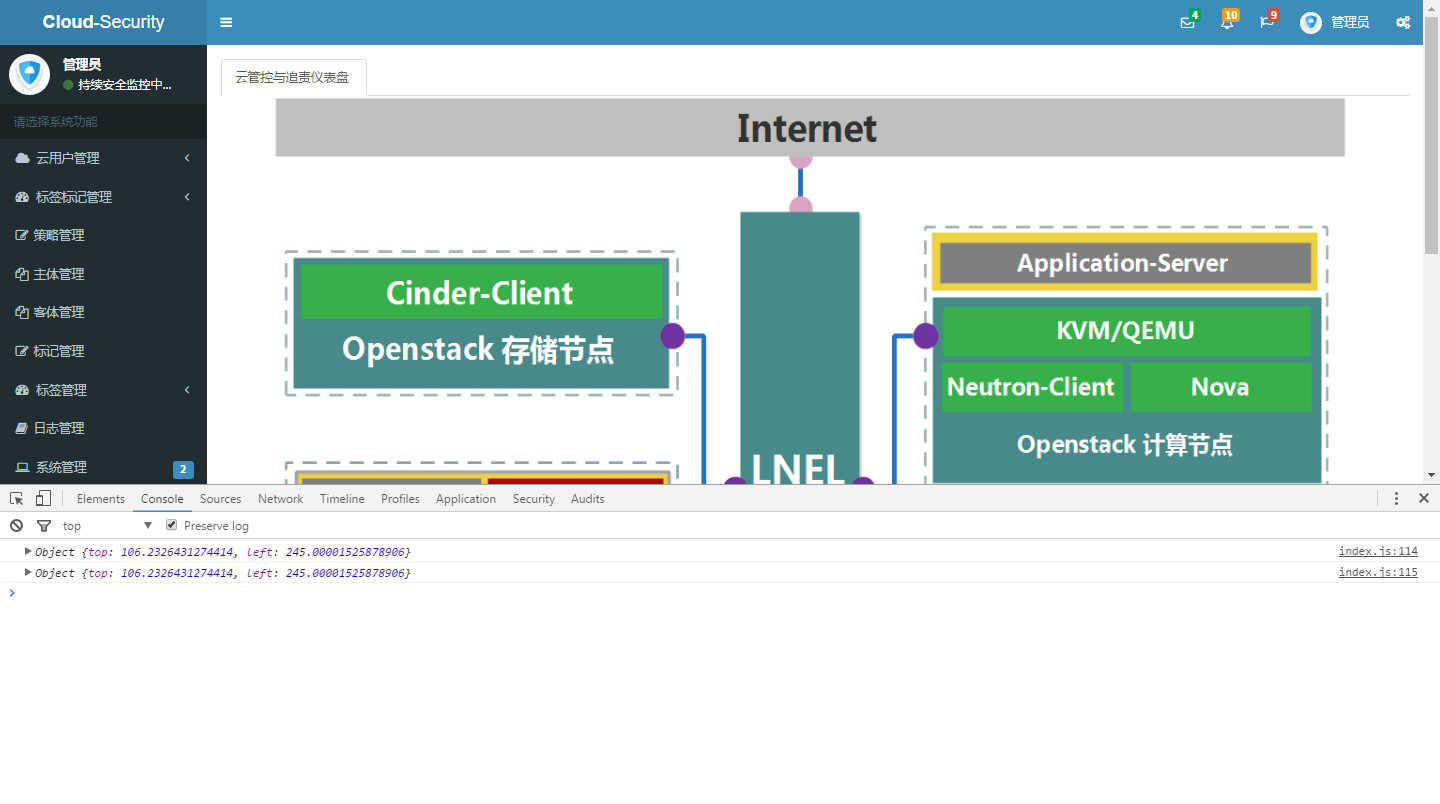 Cloud-Security
4
10
9
管理员
管理员
持续安全监控中...
请选择系统功能
云用户管理
标签标记管理
策略管理
主体管理
客体管理
标记管理
标签管理
日志管理
系统管理
2
云管控与追责仪表盘
Internet
Cinder-Client
Openstack 存储节点
LNEL
Application-Server
KVM/QEMU
Neutron-Client
Nova
Openstack 计算节点
Elements Console Sources Network Timeline Profiles Application Security Audits
top
Preserve log
Object {top: 106.2326431274414, left: 245.00001525878906} index.js:114
Object {top: 106.2326431274414, left: 245.00001525878906} index.js:115